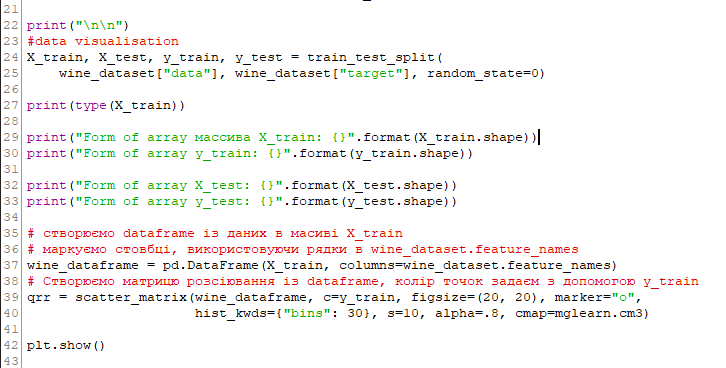 21
22 print("\n\n")
23 #data visualisation
24 X_train, X_test, y_train, y_test = train_test_split(
25     wine_dataset["data"], wine_dataset["target"], random_state=0)
26
27 print(type(X_train))
28
29 print("Form of array массива X_train: {}".format(X_train.shape))
30 print("Form of array y_train: {}".format(y_train.shape))
31
32 print("Form of array X_test: {}".format(X_test.shape))
33 print("Form of array y_test: {}".format(y_test.shape))
34
35 # створюємо dataframe із даних в масиві X_train
36 # маркуємо стовбці, використовуючи рядки в wine_dataset.feature_names
37 wine_dataframe = pd.DataFrame(X_train, columns=wine_dataset.feature_names)
38 # Створюємо матрицю розсіювання із dataframe, колір точок задаєм з допомогою y_train
39 qrr = scatter_matrix(wine_dataframe, c=y_train, figsize=(20, 20), marker="o",
40                      hist_kwds={"bins": 30}, s=10, alpha=.8, cmap=mglearn.cm3)
41
42 plt.show()
43